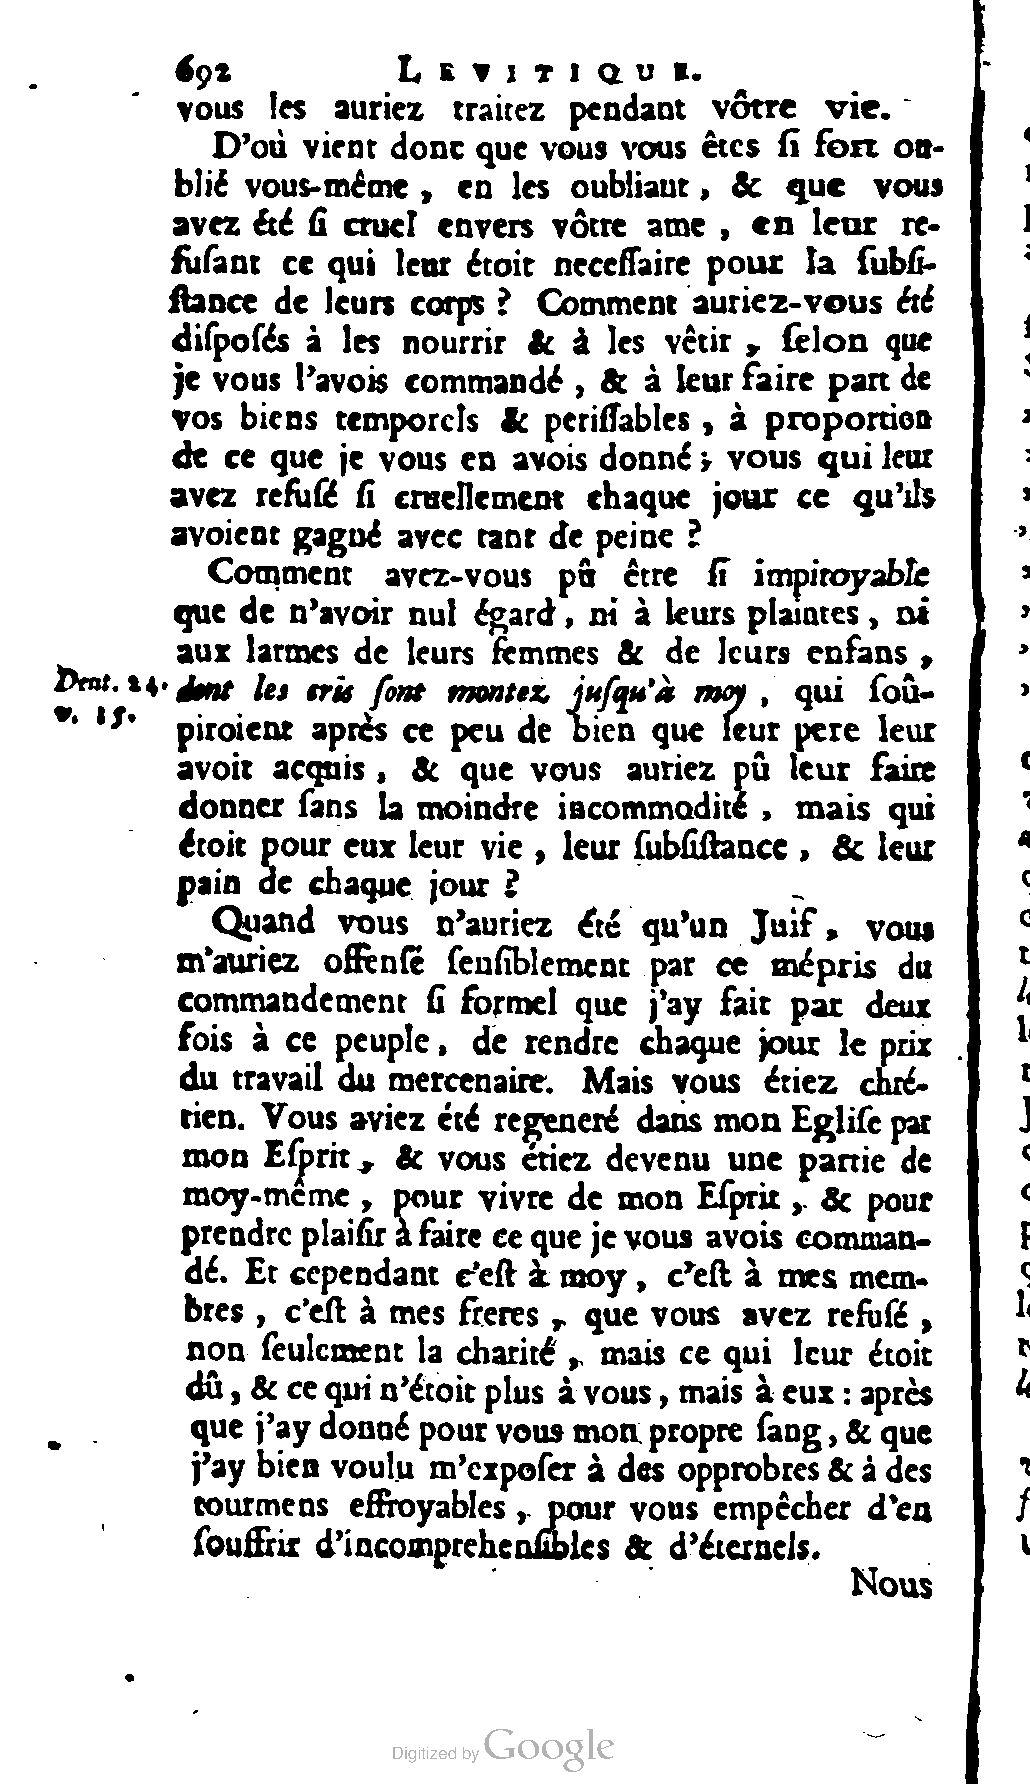 692 LEVITIQUE.
vous les auriez traitez pendant vôtre vie.
D'où vient donc que vous vous êtes ſi fort ou-
blié vous-même, en les oubliant, & que vous
avez été ſi cruel envers vôtre ame, en leur re-
fuſant ce qui leur étoit neceſſaire pour la ſubſi-
ſtance de leurs corps ? Comment auriez-vous été
diſpoſés à les nourrir & à les vêtir, ſelon que
je vous l'avois commandé, & à leur faire part de
vos biens temporels & periſſables, à proportion
de ce que je vous en avois donné; vous qui leur
avez refuſé ſi cruellement chaque jour ce qu'ils
avoient gagné avec tant de peine ?
Comment avez-vous pû être ſi impitoyable
que de n'avoir nul égard, ni à leurs plaintes, ni
aux larmes de leurs femmes & de leurs enfans,
Deut. 24.
v. 15.
dont les cris ſont montez juſqu'à moy, qui ſoû-
piroient après ce peu de bien que leur pere leur
avoit acquis, & que vous auriez pû leur faire
donner ſans la moindre incommodité, mais qui
étoit pour eux leur vie, leur ſubſiſtance, & leur
pain de chaque jour ?
Quand vous n'auriez été qu'un Juif, vous
m'auriez offenſé ſenſiblement par ce mépris du
commandement ſi formel que j'ay fait par deux
fois à ce peuple, de rendre chaque jour le prix
du travail du mercenaire. Mais vous étiez chré-
tien. Vous aviez été regeneré dans mon Egliſe par
mon Eſprit, & vous étiez devenu une partie de
moy-même, pour vivre de mon Eſprit, & pour
prendre plaiſir à faire ce que je vous avois comman-
dé. Et cependant c'eſt à moy, c'eſt à mes mem-
bres, c'eſt à mes freres, que vous avez refuſé,
non ſeulement la charité, mais ce qui leur étoit
dû, & ce qui n'étoit plus à vous, mais à eux : après
que j'ay donné pour vous mon propre ſang, & que
j'ay bien voulu m'expoſer à des opprobres & à des
tourmens effroyables, pour vous empêcher d'en
ſouffrir d'incomprehenſibles & d'éternels.
Nous
Digitized by Google